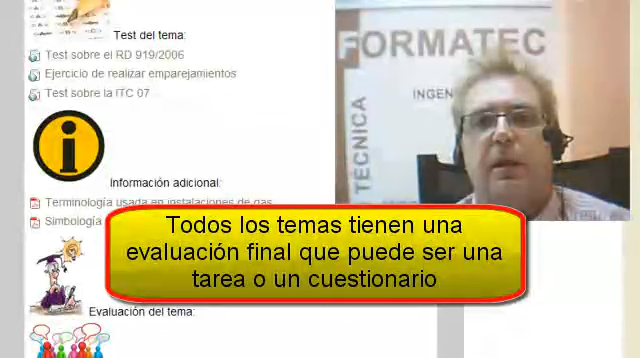 Test del tema:
Test sobre el RD 919/2006
Ejercicio de realizar emparejamientos
Test sobre la ITC 07
FORMATEC
INGEN
TECNICA
i
Información adicional:
Terminología usada en instalaciones de gas
Simbología
Todos los temas tienen una
evaluación final que puede ser una
tarea o un cuestionario
Evaluación del tema: